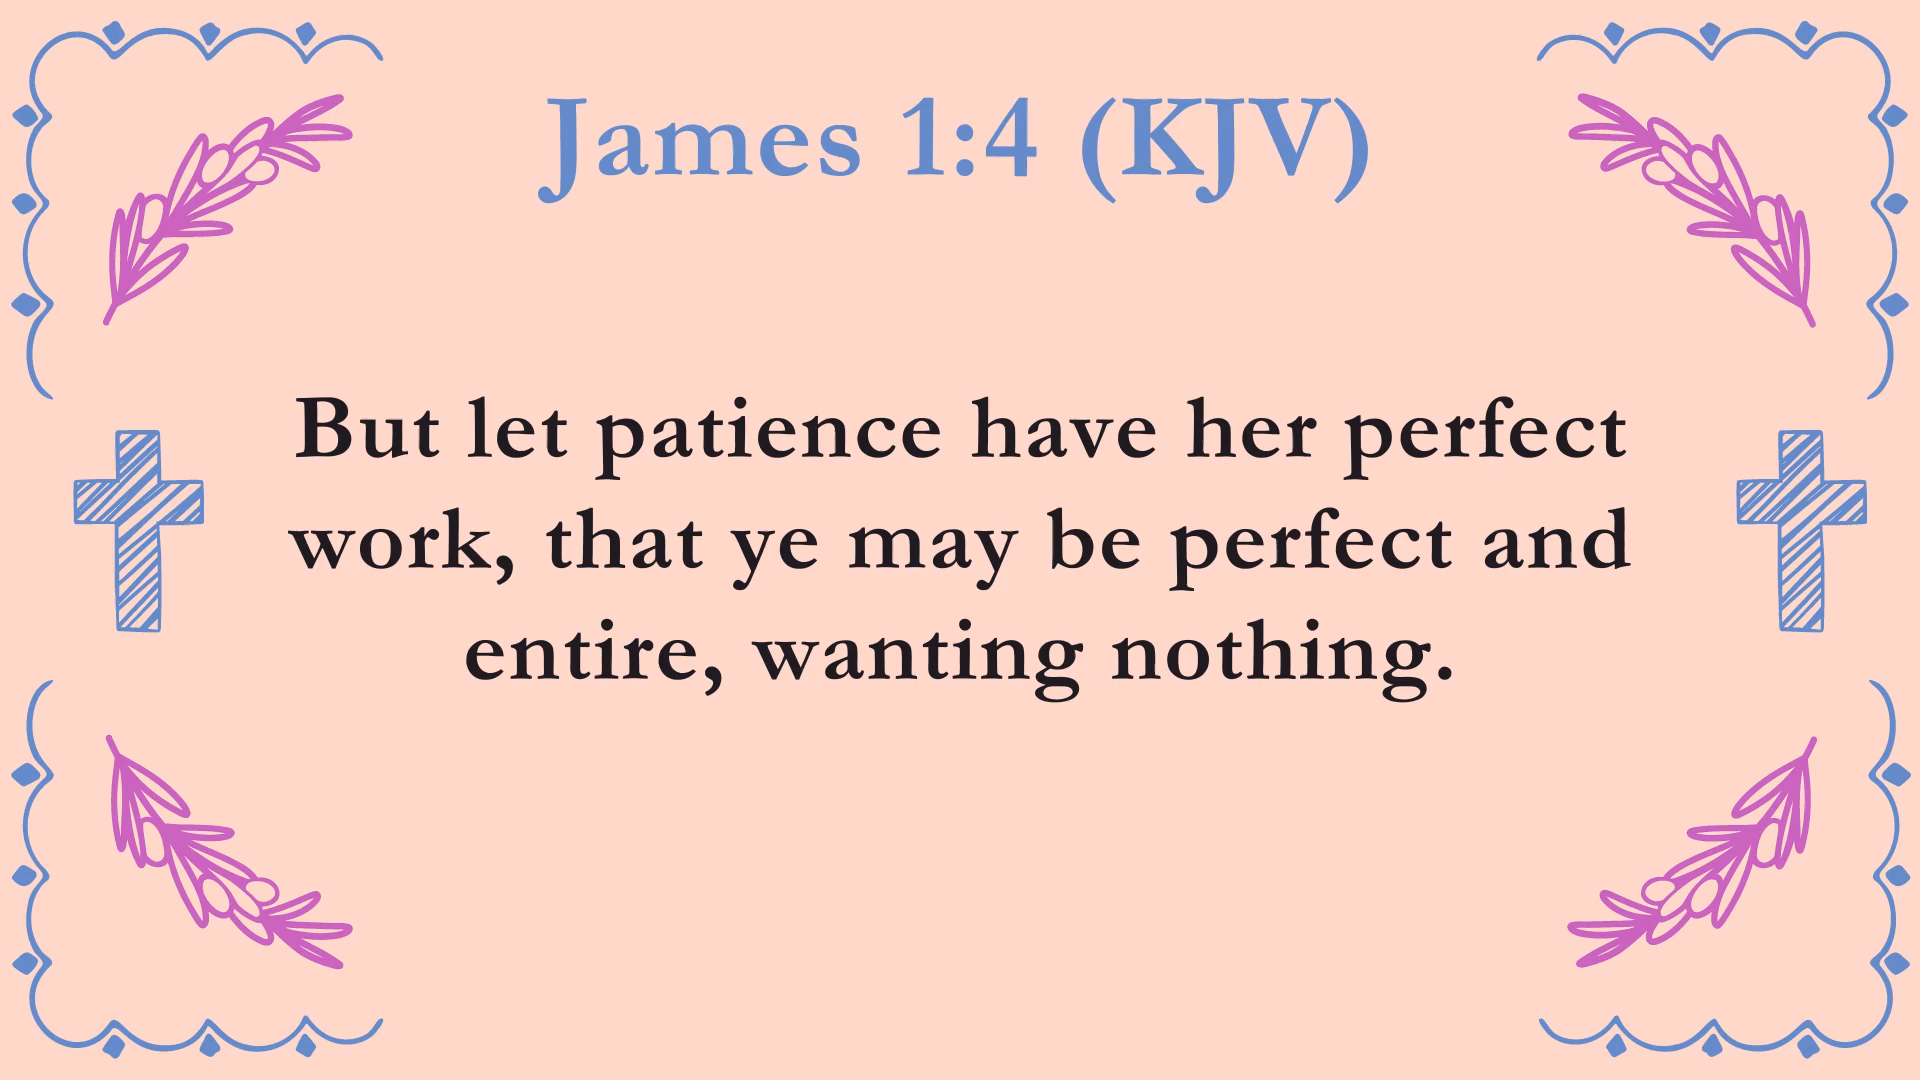 James 1:4 (KJV)
But let patience have her perfect
work, that ye may be perfect and
entire, wanting nothing.